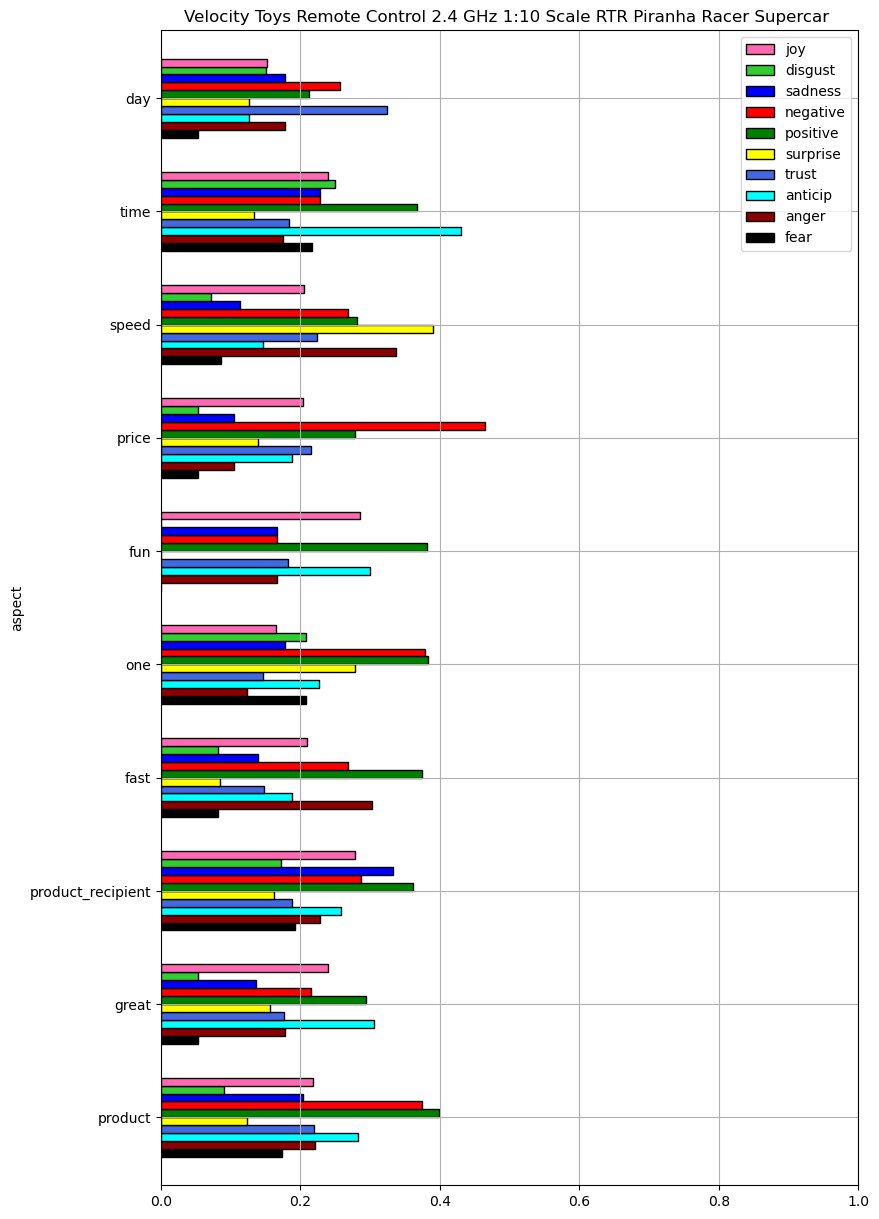 Velocity Toys Remote Control 2.4 GHz 1:10 Scale RTR Piranha Racer Supercar
joy
disgust
sadness
negative
positive
surprise
trust
anticip
anger
fear
day
time
speed
price
fun
one
fast
product_recipient
great
product
aspect
0.0 0.2 0.4 0.6 0.8 1.0